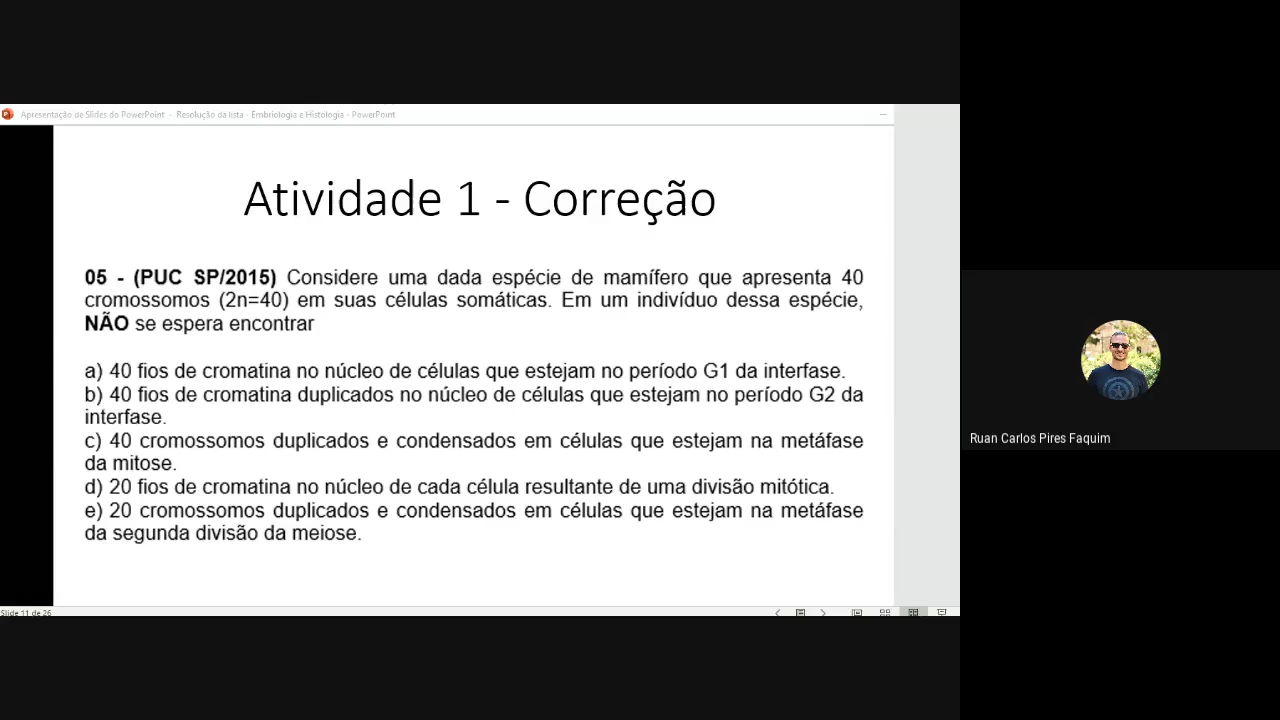 Apresentação de Slides do PowerPoint - Resolução da lista - Embriologia e Histologia - PowerPoint
Atividade 1 - Correção
05 - (PUC SP/2015) Considere uma dada espécie de mamífero que apresenta 40
cromossomos (2n=40) em suas células somáticas. Em um indivíduo dessa espécie,
NÃO se espera encontrar
a) 40 fios de cromatina no núcleo de células que estejam no período G1 da interfase.
b) 40 fios de cromatina duplicados no núcleo de células que estejam no período G2 da
interfase.
c) 40 cromossomos duplicados e condensados em células que estejam na metáfase
da mitose.
d) 20 fios de cromatina no núcleo de cada célula resultante de uma divisão mitótica.
e) 20 cromossomos duplicados e condensados em células que estejam na metáfase
da segunda divisão da meiose.
Slide 11 de 26
Ruan Carlos Pires Faquim